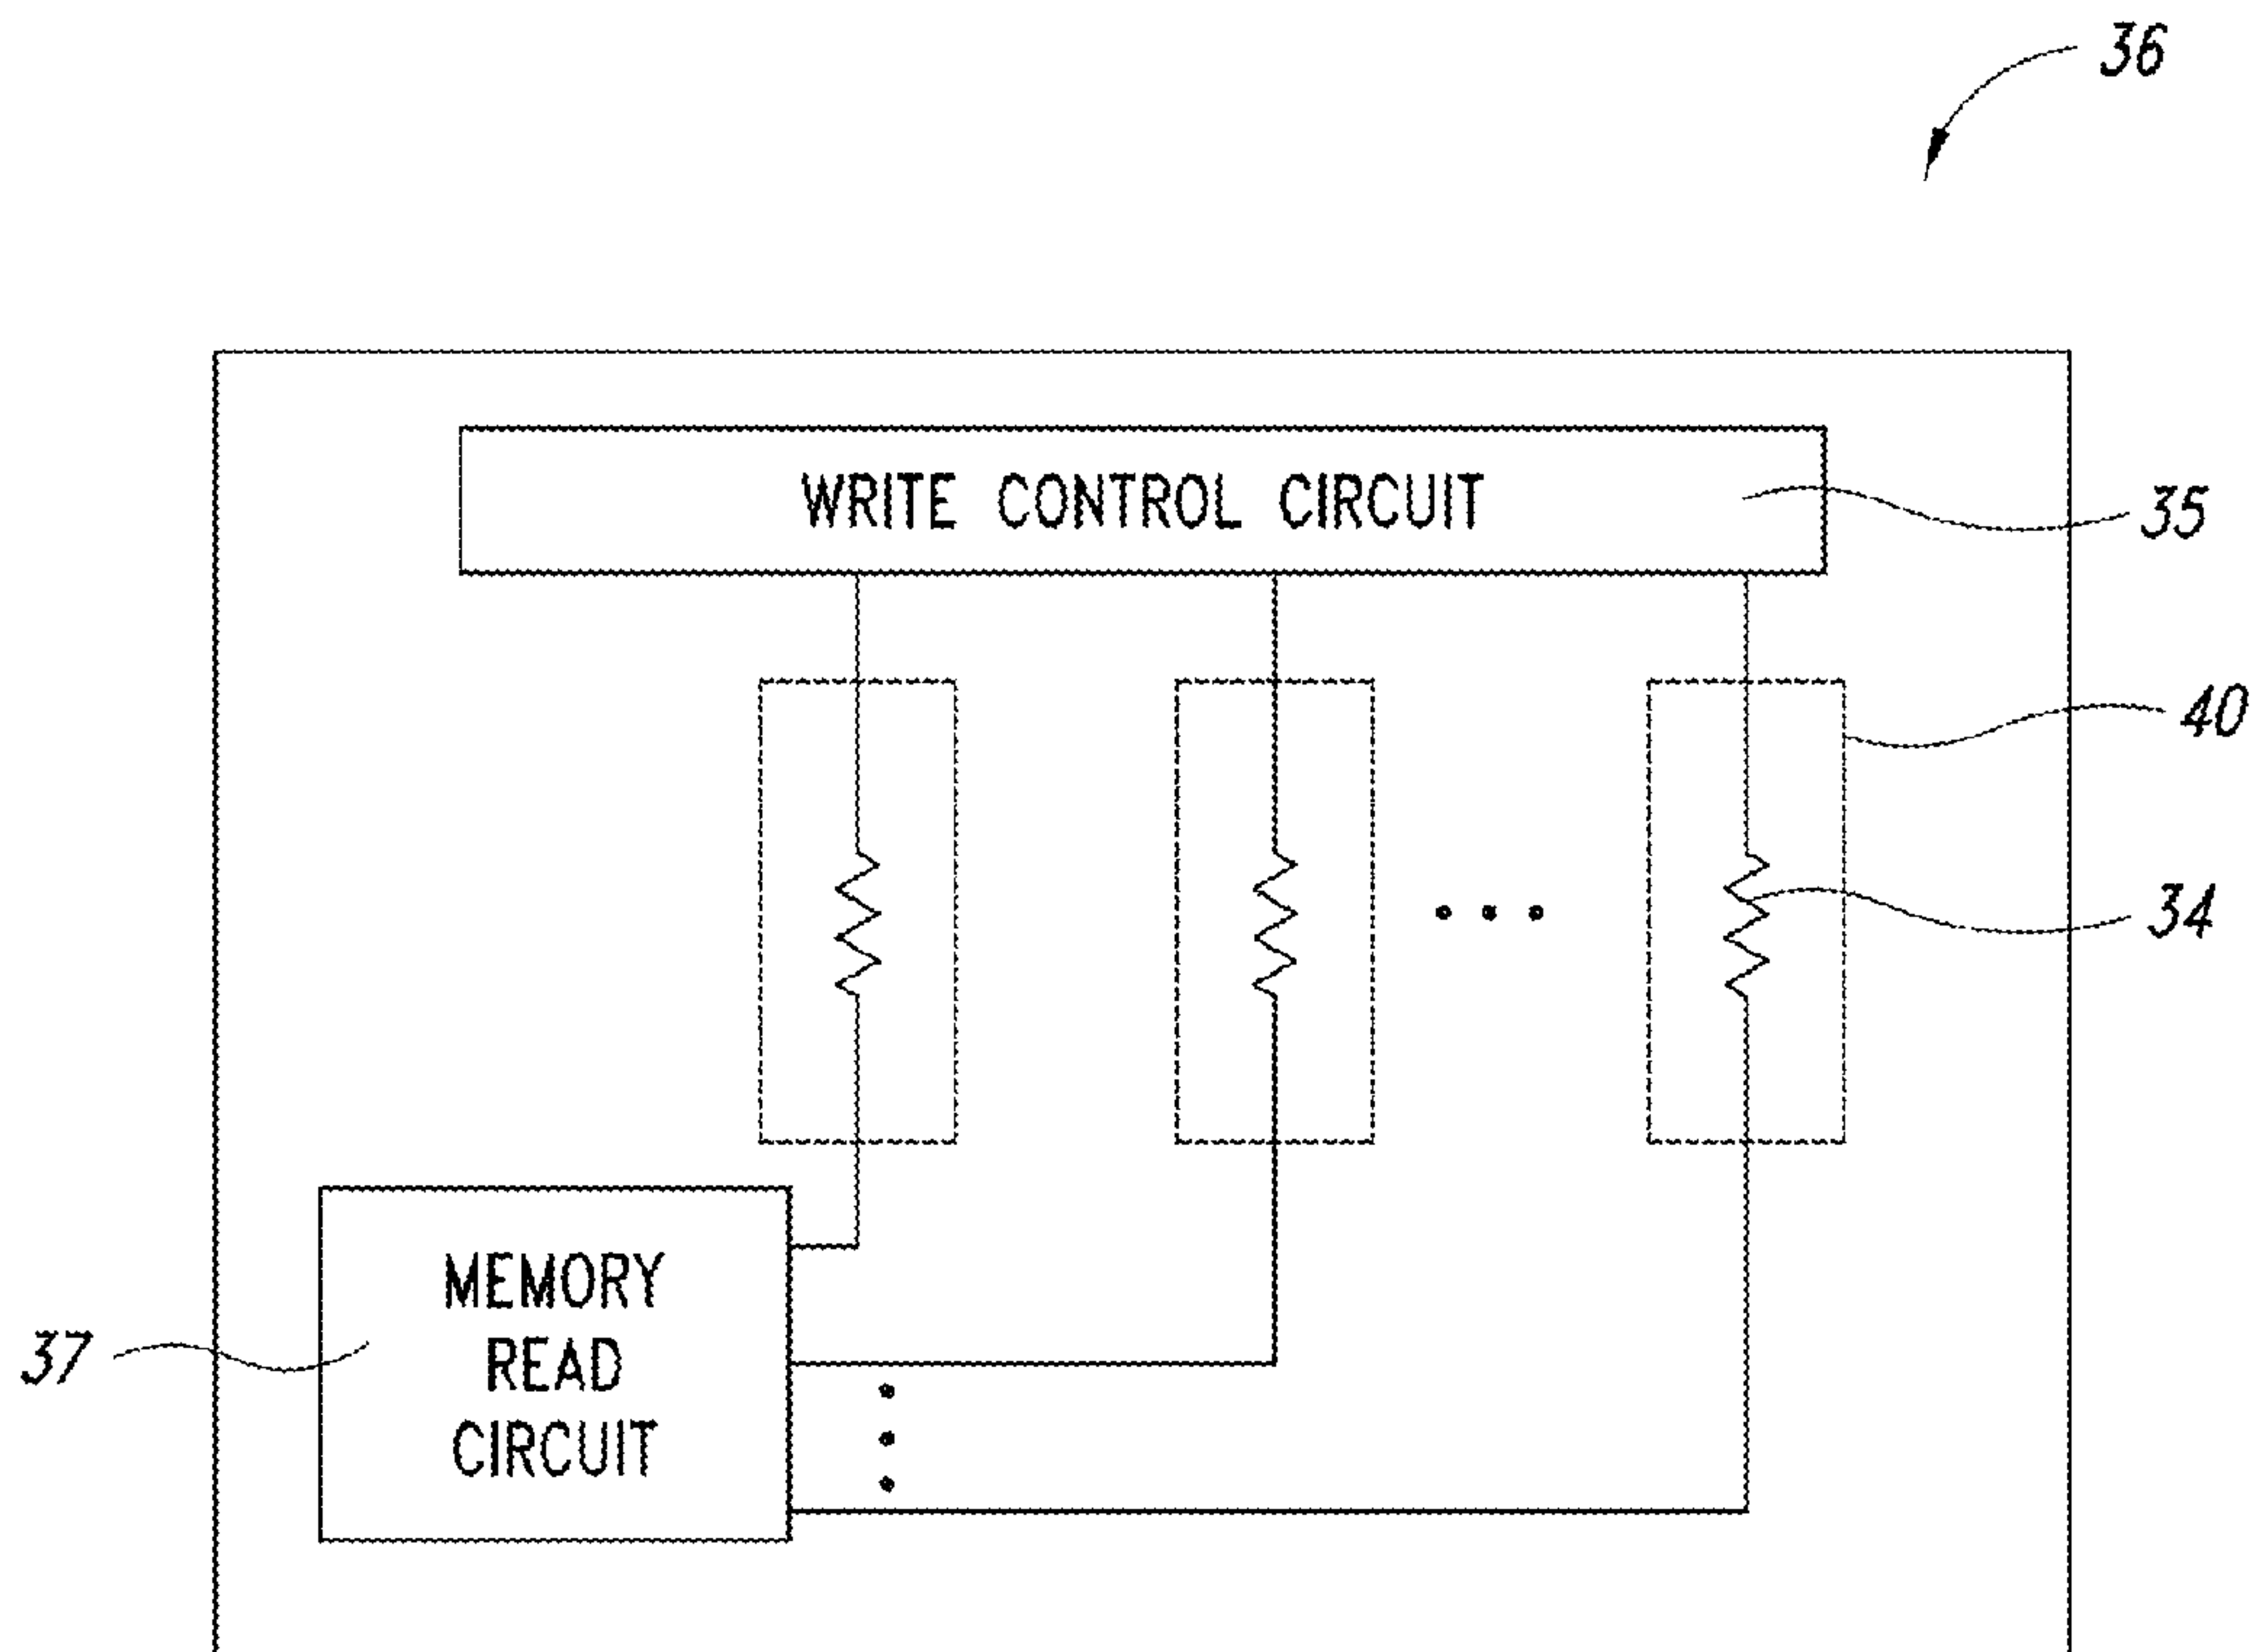 36
WRITE CONTROL CIRCUIT
35
40
34
MEMORY
READ
CIRCUIT
37